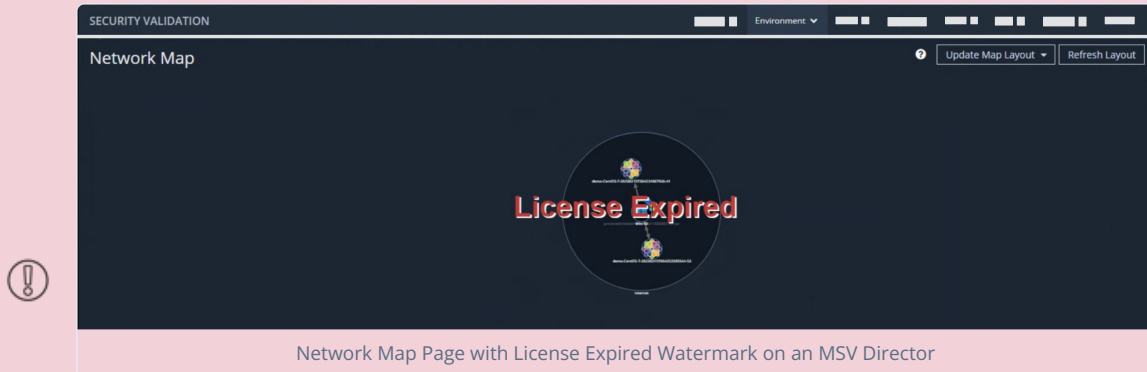 SECURITY VALIDATION
Environment
Network Map
? Update Map Layout Refresh Layout
License Expired
Network Map Page with License Expired Watermark on an MSV Director